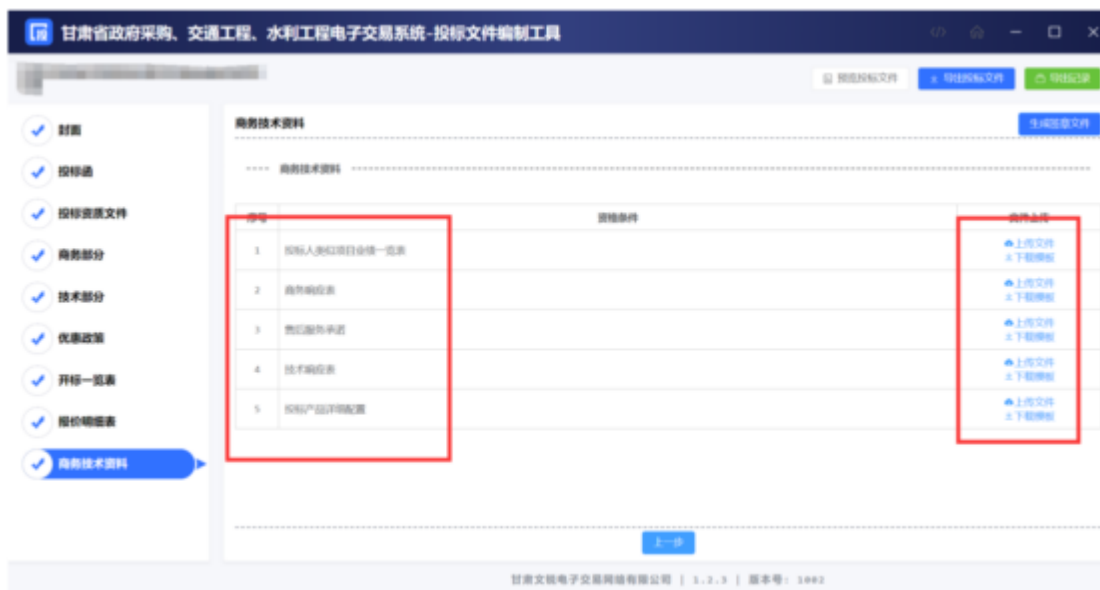 甘肃省政府采购、交通工程、水利工程电子交易系统-投标文件编制工具
预览投标文件
导出投标文件
导出记录
封面
投标函
投标资质文件
商务部分
技术部分
优惠政策
开标一览表
报价明细表
商务技术资料
商务技术资料
生成签章文件
商务技术资料
序号 资格条件 文件上传
1 投标人类似项目业绩一览表 上传文件
下载模板
2 商务响应表 上传文件
下载模板
3 售后服务承诺 上传文件
下载模板
4 技术响应表 上传文件
下载模板
5 投标产品详细配置 上传文件
下载模板
上一步
甘肃文锐电子交易网络有限公司 | 1.2.3 | 版本号: 1002